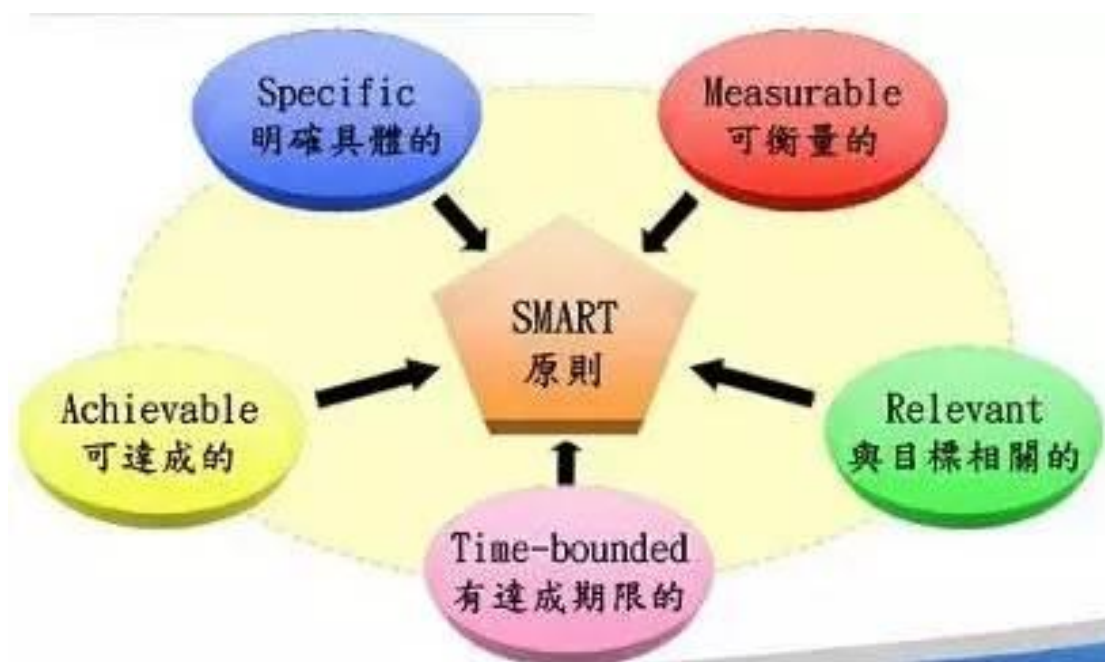 Specific
明確具體的
Measurable
可衡量的
SMART
原則
Achievable
可達成的
Relevant
與目標相關的
Time-bounded
有達成期限的